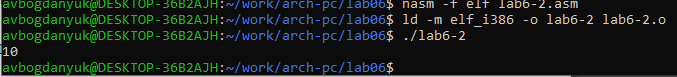 avbogdanyuk@DESKTOP-36B2AJH:~/work/arch-pc/lab06$ nasm -f elf lab6-2.asm
avbogdanyuk@DESKTOP-36B2AJH:~/work/arch-pc/lab06$ ld -m elf_i386 -o lab6-2 lab6-2.o
avbogdanyuk@DESKTOP-36B2AJH:~/work/arch-pc/lab06$ ./lab6-2
10
avbogdanyuk@DESKTOP-36B2AJH:~/work/arch-pc/lab06$